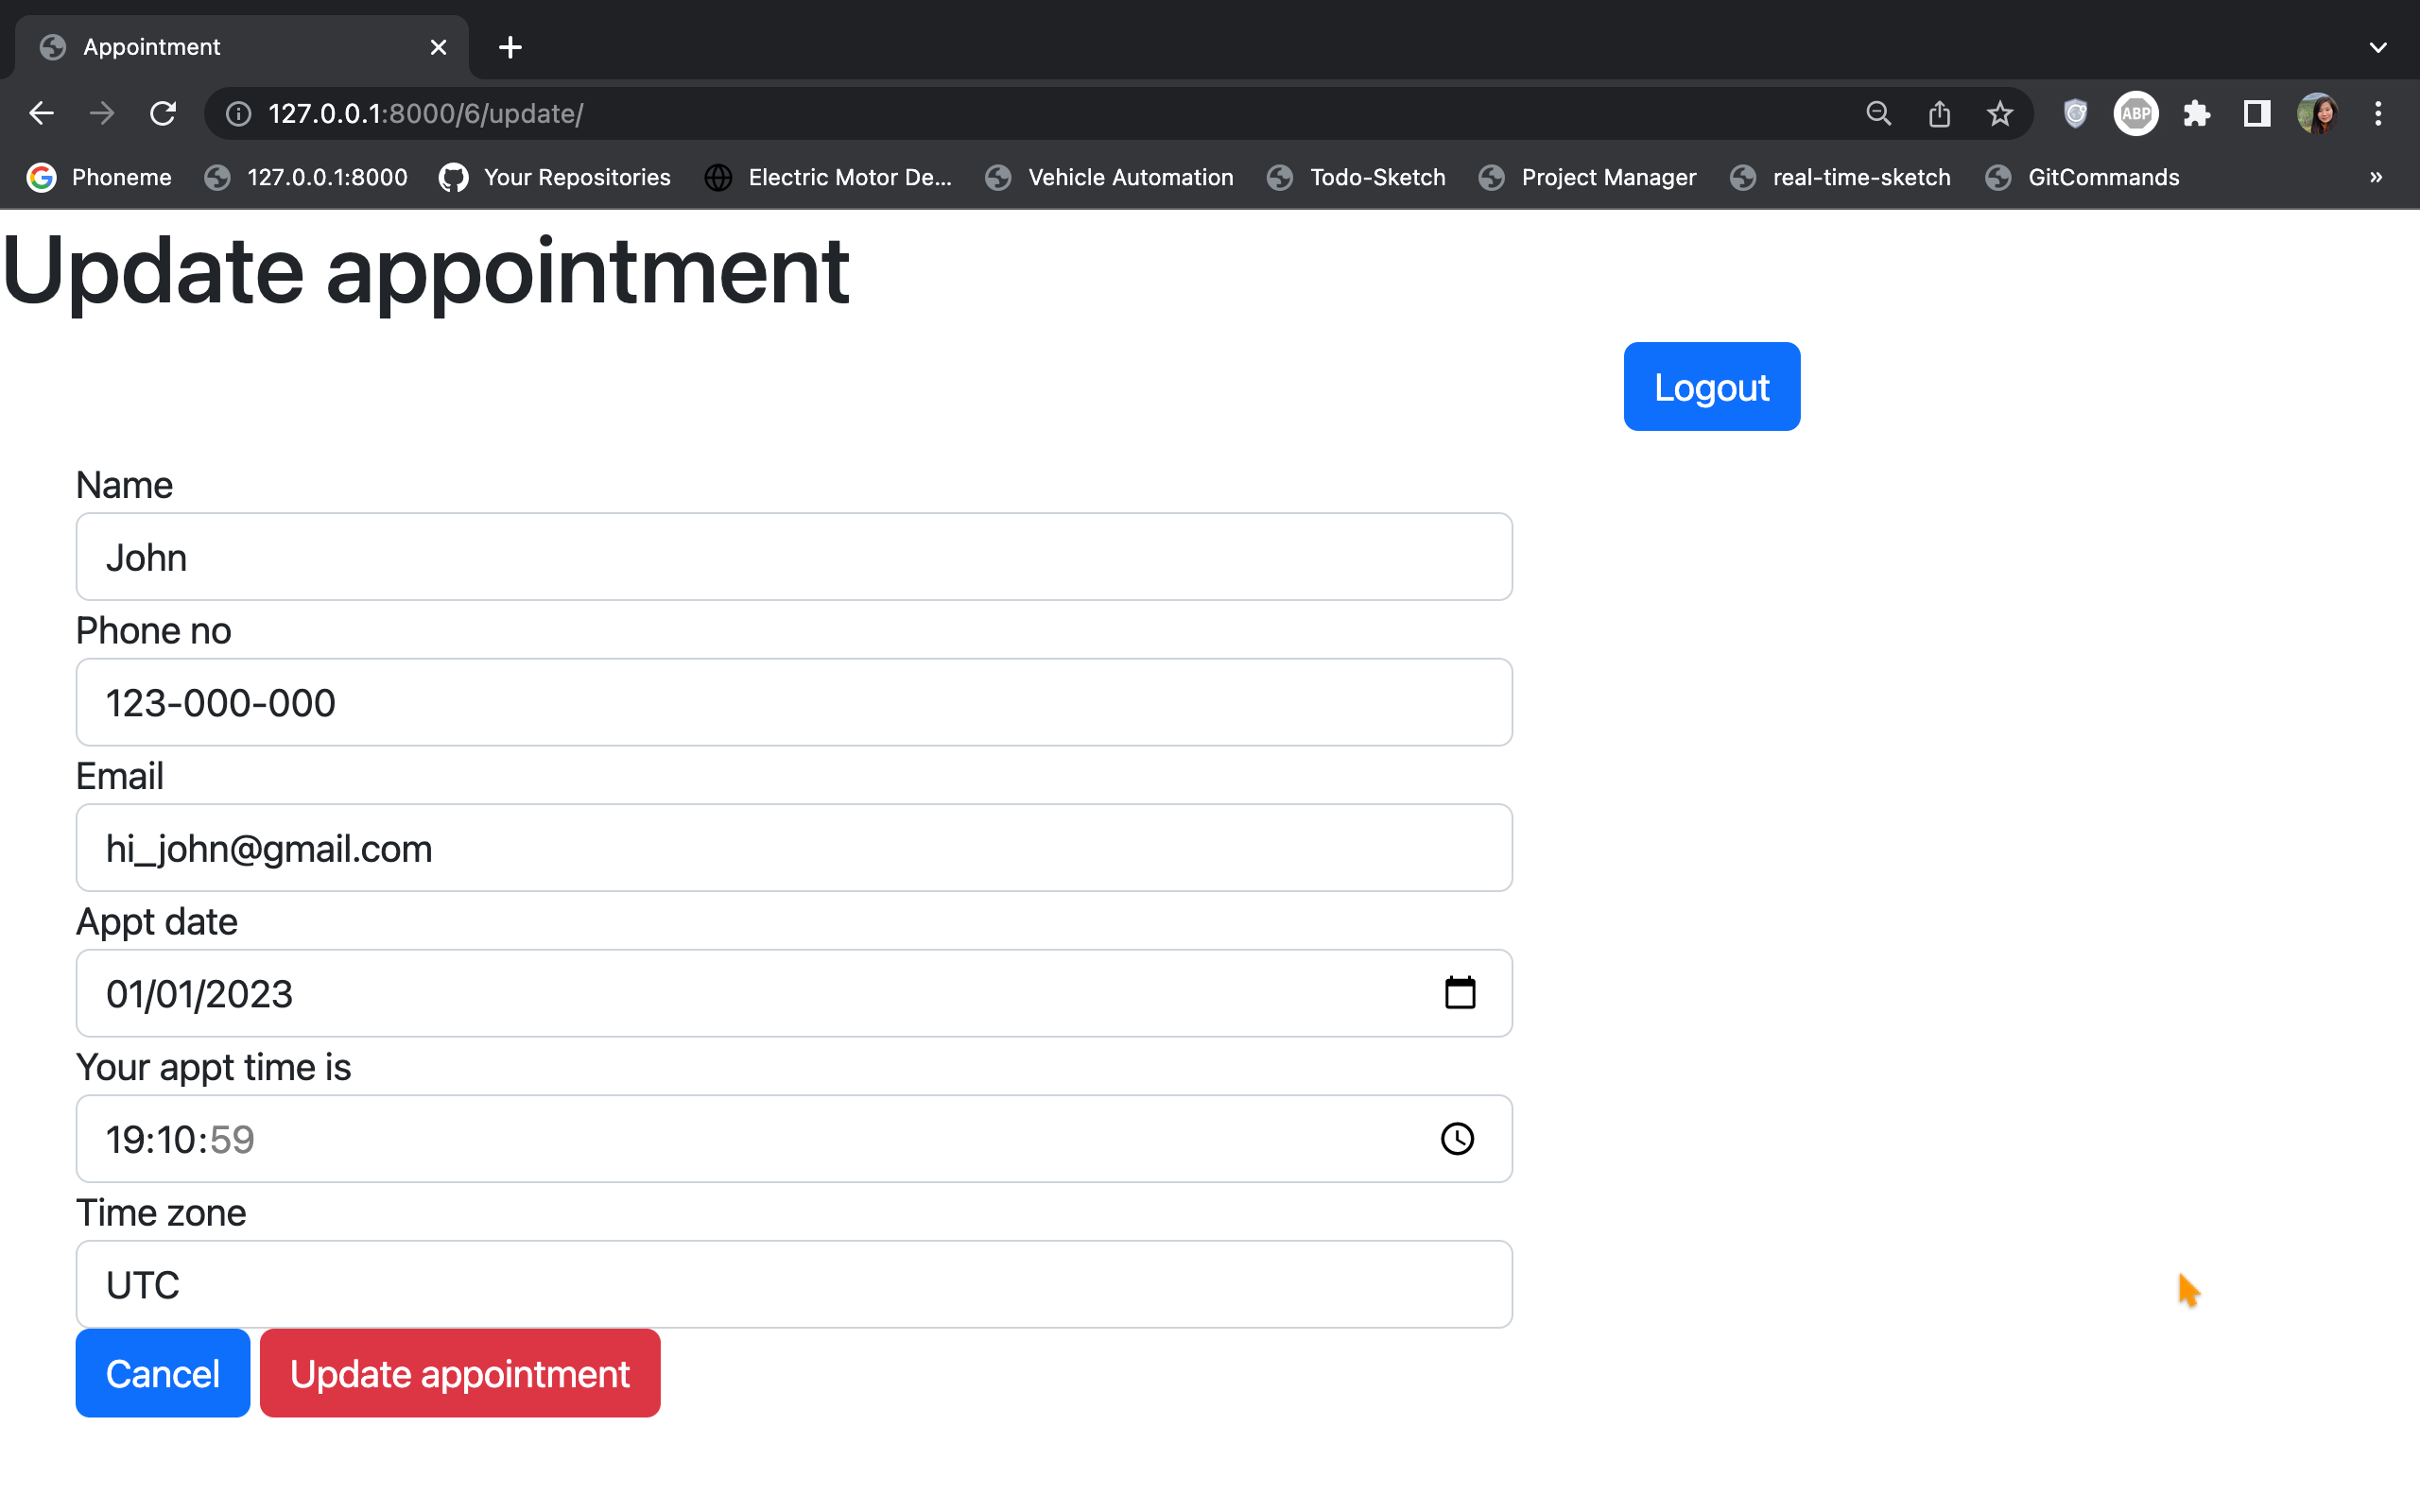 Appointment
127.0.0.1:8000/6/update/
ABP
Phoneme 127.0.0.1:8000 Your Repositories Electric Motor De... Vehicle Automation Todo-Sketch Project Manager real-time-sketch GitCommands »
Update appointment
Logout
Name
John
Phone no
123-000-000
Email
hi_john@gmail.com
Appt date
01/01/2023
Your appt time is
19:10:59
Time zone
UTC
Cancel Update appointment